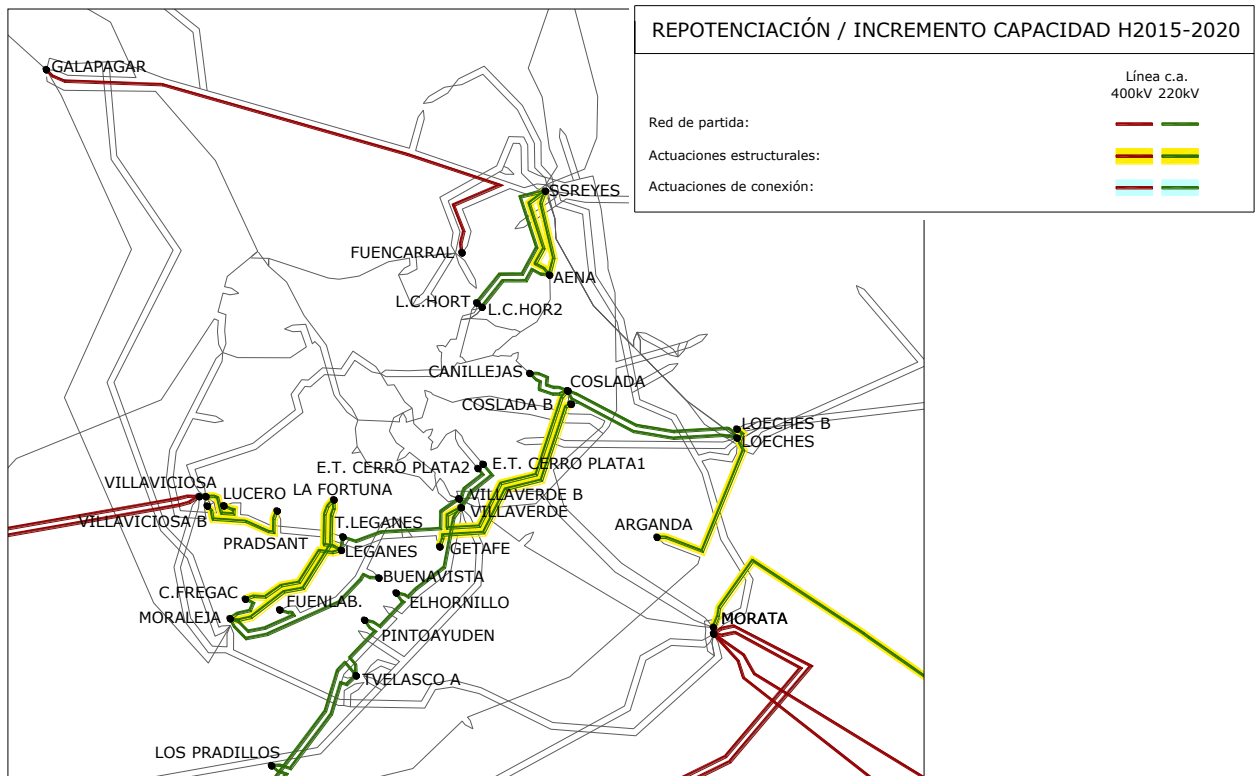 REPOTENCIACIÓN / INCREMENTO CAPACIDAD H2015-2020
Línea c.a.
400kV 220kV
Red de partida:
Actuaciones estructurales:
Actuaciones de conexión:
GALAPAGAR
SSREYES
FUENCARRAL
AENA
L.C.HORT
L.C.HOR2
CANILLEJAS
COSLADA
COSLADA B
LOECHES B
LOECHES
E.T. CERRO PLATA2
E.T. CERRO PLATA1
VILLAVICIOSA
LUCERO
LA FORTUNA
VILLAVERDE B
VILLAVICIOSA B
VILLAVERDE
T.LEGANES
ARGANDA
PRADSANT
LEGANES
GETAFE
BUENAVISTA
C.FREGAC
FUENLAB.
ELHORNILLO
MORALEJA
PINTOAYUDEN
MORATA
TVELASCO A
LOS PRADILLOS